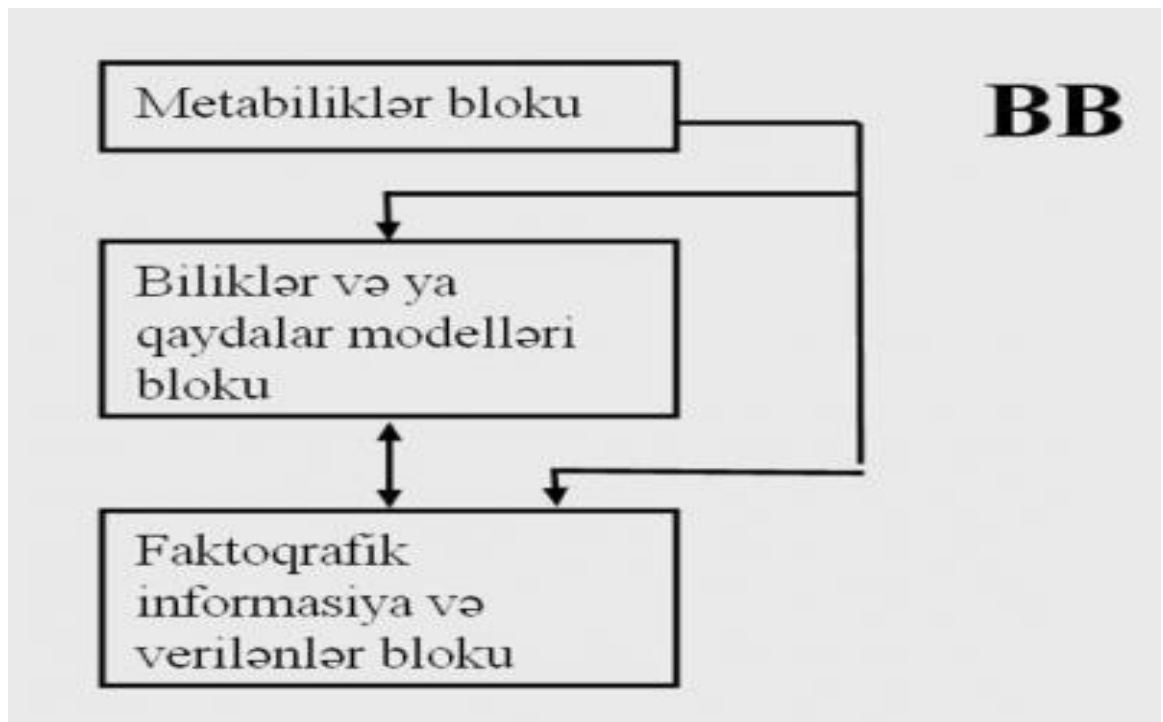 Metabiliklər bloku
BB
Biliklər və ya
qaydalar modelləri
bloku
Faktoqrafik
informasiya və
verilənlər bloku